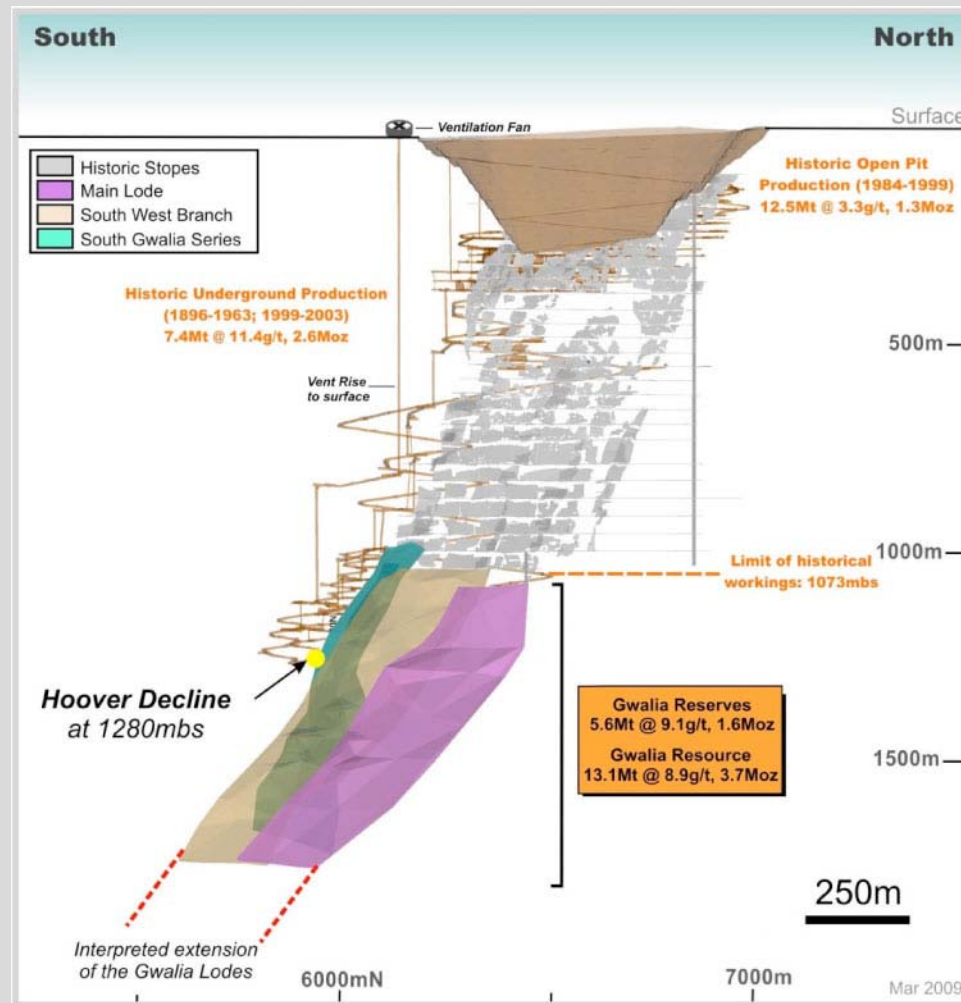 South
North
Surface
Ventilation Fan
Historic Stopes
Main Lode
South West Branch
South Gwalia Series
Historic Open Pit
Production (1984-1999)
12.5Mt @ 3.3g/t, 1.3Moz
Historic Underground Production
(1896-1963; 1999-2003)
7.4Mt @ 11.4g/t, 2.6Moz
500m
Vent Rise
to surface
1000m
Limit of historical
workings: 1073mbs
Hoover Decline
at 1280mbs
Gwalia Reserves
5.6Mt @ 9.1g/t, 1.6Moz
Gwalia Resource
13.1Mt @ 8.9g/t, 3.7Moz
1500m
250m
Interpreted extension
of the Gwalia Lodes
6000mN
7000m
Mar 2009